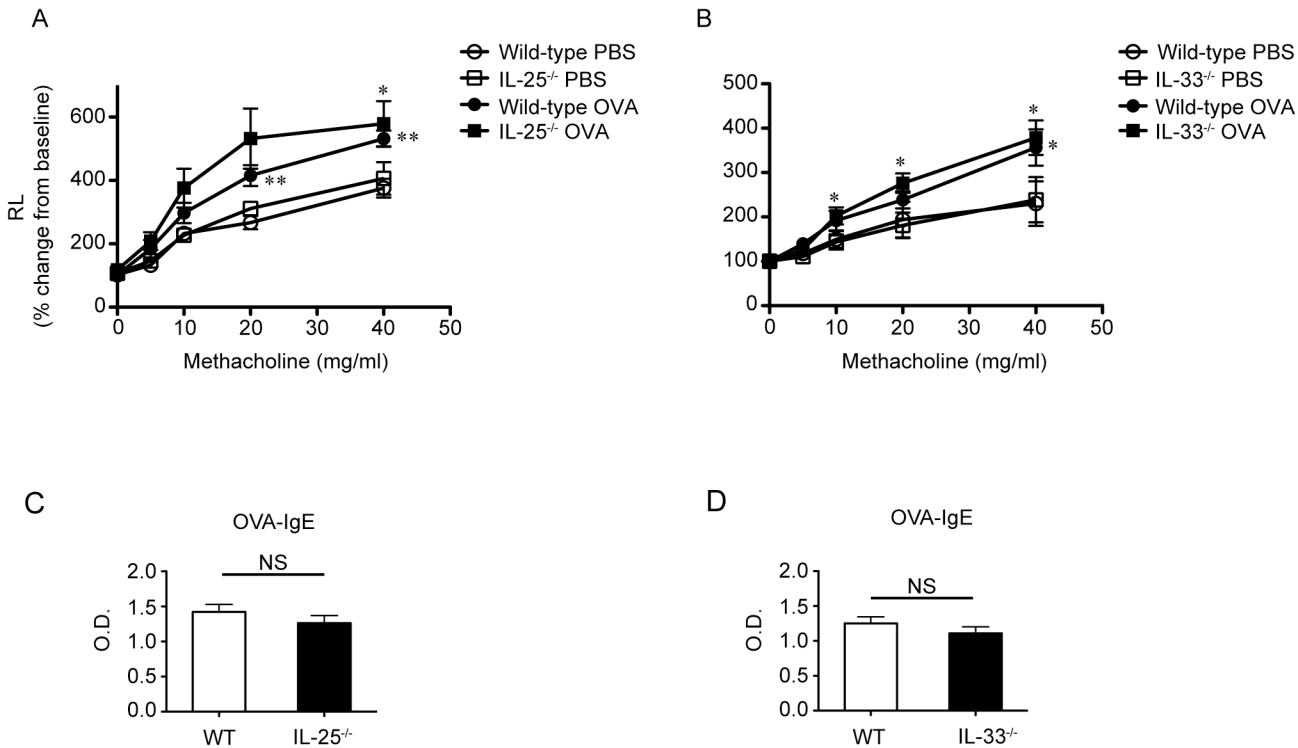 A
Wild-type PBS
IL-25-/- PBS
Wild-type OVA
IL-25-/- OVA
RL
(% change from baseline)
600
400
200
0
*
**
**
0 10 20 30 40 50
Methacholine (mg/ml)
B
Wild-type PBS
IL-33-/- PBS
Wild-type OVA
IL-33-/- OVA
500
400
300
200
100
0
*
*
*
*
0 10 20 30 40 50
Methacholine (mg/ml)
C
OVA-IgE
NS
O.D.
2.0
1.5
1.0
0.5
0.0
WT IL-25-/-
D
OVA-IgE
NS
O.D.
2.0
1.5
1.0
0.5
0.0
WT IL-33-/-